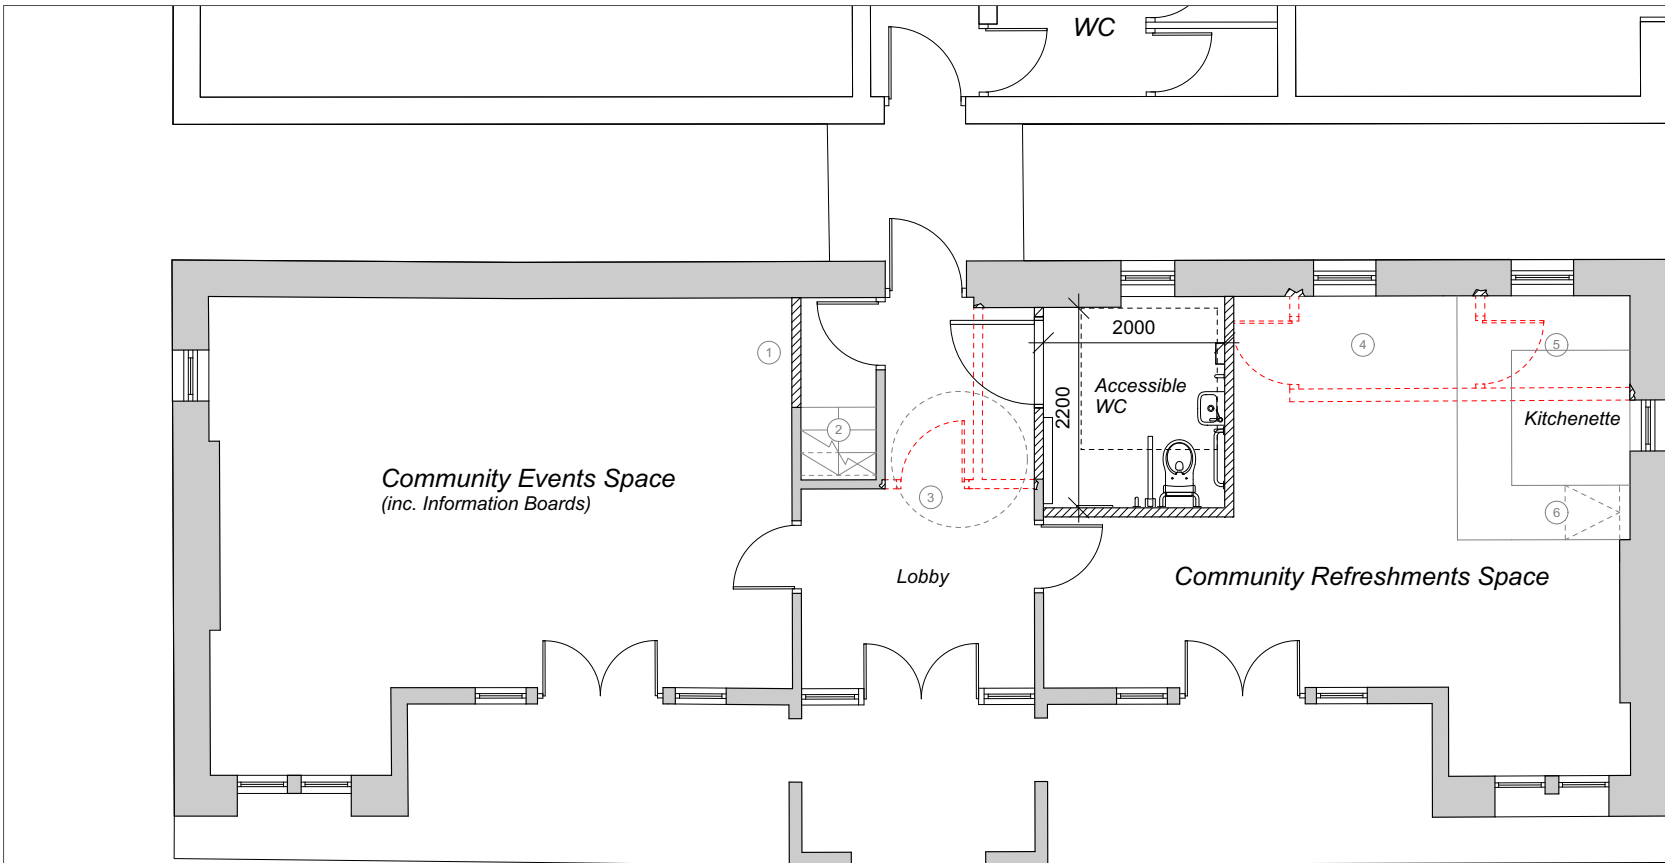 WC
2000
1
Accessible
WC
4
5
2200
Kitchenette
2
Community Events Space
(inc. Information Boards)
3
6
Lobby
Community Refreshments Space